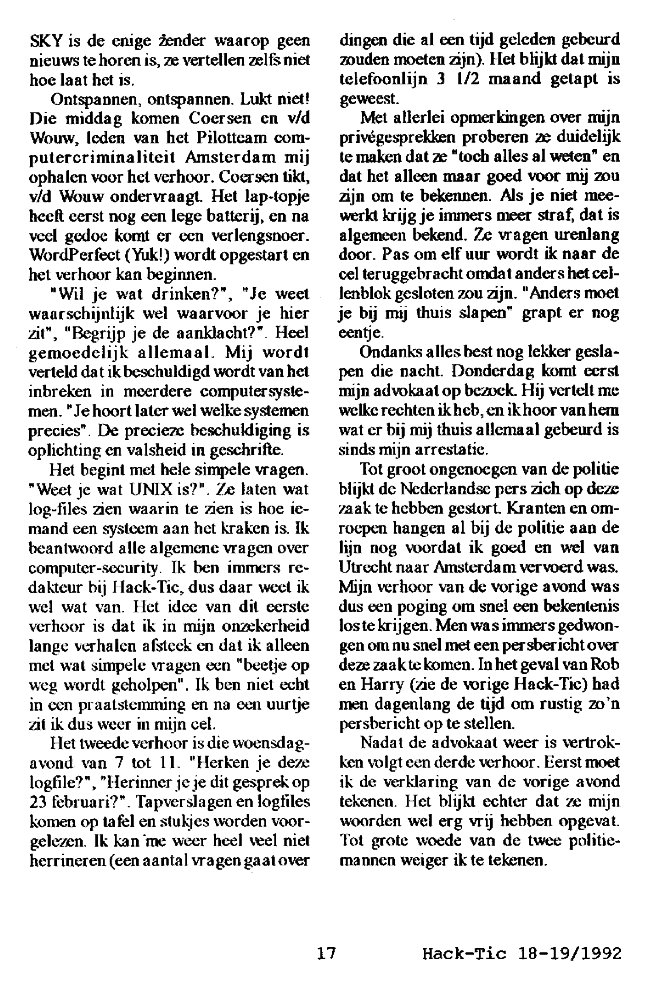 SKY is de enige žender waarop geen
nieuws te horen is, ze vertellen zelfs niet
hoe laat het is.
Ontspannen, ontspannen. Lukt niet!
Die middag komen Coersen en v/d
Wouw, leden van het Pilotteam com-
putercriminaliteit Amsterdam mij
ophalen voor het verhoor. Coersen tikt,
v/d Wouw ondervraagt. Het lap-topje
heeft eerst nog een lege batterij, en na
veel gedoe komt er een verlengsnoer.
WordPerfect (Yuk!) wordt opgestart en
het verhoor kan beginnen.
"Wil je wat drinken?", "Je weet
waarschijnlijk wel waarvoor je hier
zit", "Begrijp je de aanklacht?". Heel
gemoedelijk allemaal. Mij wordt
verteld dat ik beschuldigd wordt van het
inbreken in meerdere computersyste-
men. "Je hoort later wel welke systemen
precies". De precieze beschuldiging is
oplichting en valsheid in geschrifte.
Het begint met hele simpele vragen.
"Weet je wat UNIX is?". Ze laten wat
log-files zien waarin te zien is hoe ie-
mand een systeem aan het kraken is. Ik
beantwoord alle algemene vragen over
computer-security. Ik ben immers re-
dakteur bij Hack-Tic, dus daar weet ik
wel wat van. Het idee van dit eerste
verhoor is dat ik in mijn onzekerheid
lange verhalen afsteek en dat ik alleen
met wat simpele vragen een "beetje op
weg wordt geholpen". Ik ben niet echt
in een praatstemming en na een uurtje
zit ik dus weer in mijn cel.
Het tweede verhoor is die woensdag-
avond van 7 tot 11. "Herken je deze
logfile?", "Herinner je je dit gesprek op
23 februari?". Tapverslagen en logfiles
komen op tafel en stukjes worden voor-
gelezen. Ik kan me weer heel veel niet
herrineren (een aantal vragen gaat over
dingen die al een tijd geleden gebeurd
zouden moeten zijn). Het blijkt dat mijn
telefoonlijn 3 1/2 maand getapt is
geweest.
Met allerlei opmerkingen over mijn
privégesprekken proberen ze duidelijk
te maken dat ze "toch alles al weten" en
dat het alleen maar goed voor mij zou
zijn om te bekennen. Als je niet mee-
werkt krijg je immers meer straf, dat is
algemeen bekend. Ze vragen urenlang
door. Pas om elf uur wordt ik naar de
cel teruggebracht omdat anders het cel-
lenblok gesloten zou zijn. "Anders moet
je bij mij thuis slapen" grapt er nog
eentje.
Ondanks alles best nog lekker gesla-
pen die nacht. Donderdag komt eerst
mijn advokaat op bezoek. Hij vertelt me
welke rechten ik heb, en ik hoor van hem
wat er bij mij thuis allemaal gebeurd is
sinds mijn arrestatie.
Tot groot ongenoegen van de politie
blijkt de Nederlandse pers zich op deze
zaak te hebben gestort. Kranten en om-
roepen hangen al bij de politie aan de
lijn nog voordat ik goed en wel van
Utrecht naar Amsterdam vervoerd was.
Mijn verhoor van de vorige avond was
dus een poging om snel een bekentenis
los te krijgen. Men was immers gedwon-
gen om nu snel met een persbericht over
deze zaak te komen. In het geval van Rob
en Harry (zie de vorige Hack-Tic) had
men dagenlang de tijd om rustig zo'n
persbericht op te stellen.
Nadat de advokaat weer is vertrok-
ken volgt een derde verhoor. Eerst moet
ik de verklaring van de vorige avond
tekenen. Het blijkt echter dat ze mijn
woorden wel erg vrij hebben opgevat.
Tot grote woede van de twee politie-
mannen weiger ik te tekenen.
17 Hack-Tic 18-19/1992